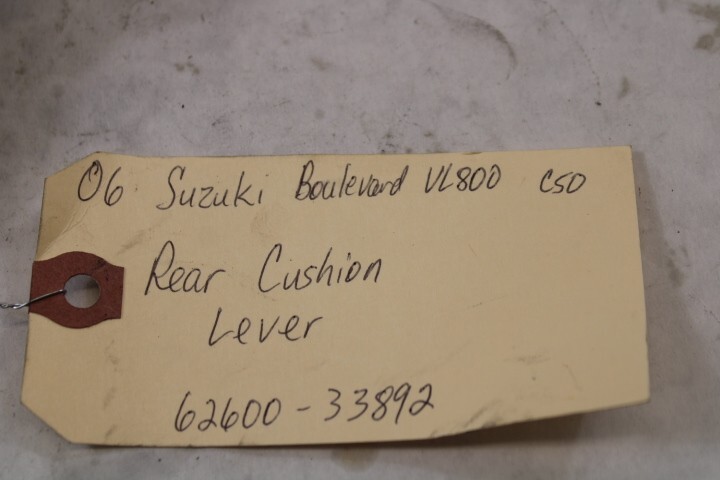 06 Suzuki Boulevard VL800 C50
Rear Cushion
Lever
62600-33892